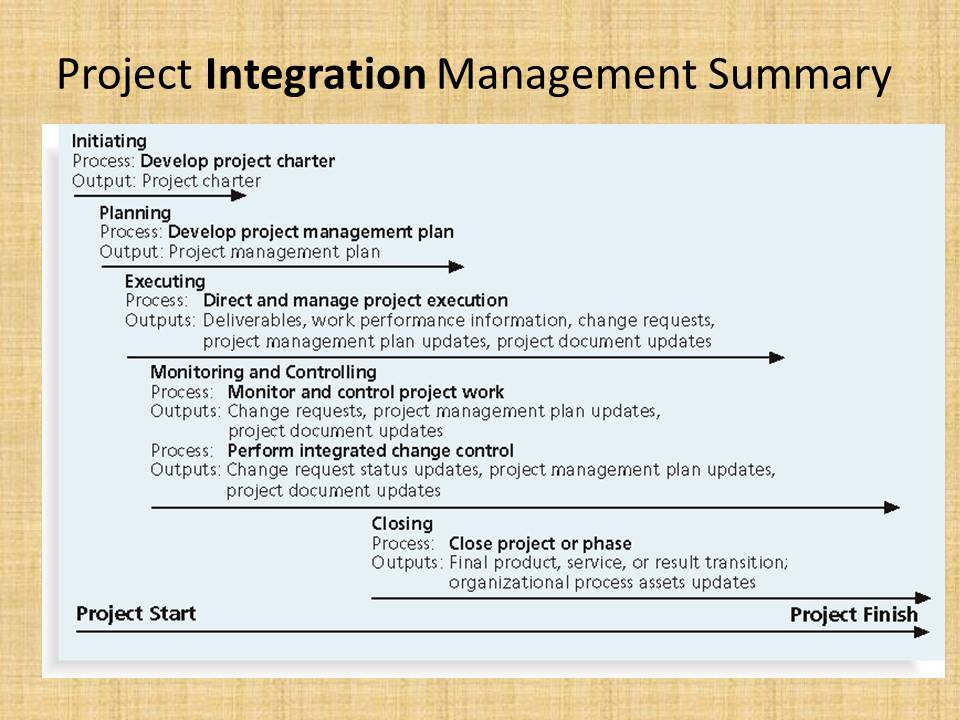 Project Integration Management Summary
Initiating
Process: Develop project charter
Output: Project charter
Planning
Process: Develop project management plan
Output: Project management plan
Executing
Process: Direct and manage project execution
Outputs: Deliverables, work performance information, change requests,
project management plan updates, project document updates
Monitoring and Controlling
Process: Monitor and control project work
Outputs: Change requests, project management plan updates,
project document updates
Process: Perform integrated change control
Outputs: Change request status updates, project management plan updates,
project document updates
Closing
Process: Close project or phase
Outputs: Final product, service, or result transition;
organizational process assets updates
Project Start
Project Finish